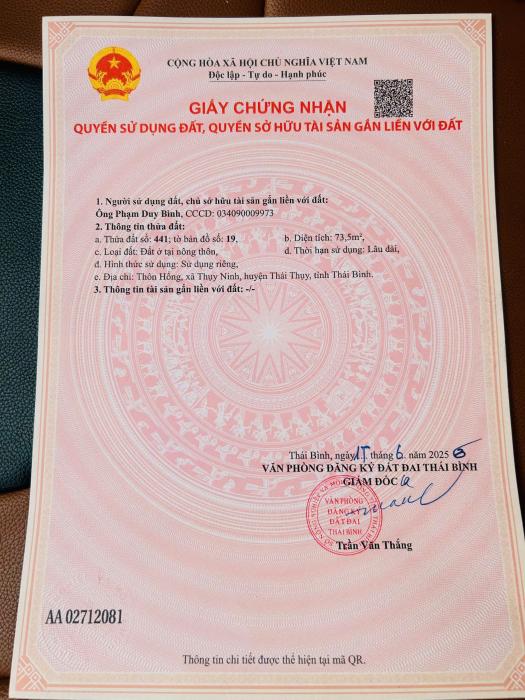 CỘNG HÒA XÃ HỘI CHỦ NGHĨA VIỆT NAM
Độc lập - Tự do - Hạnh phúc
GIẤY CHỨNG NHẬN
QUYỀN SỬ DỤNG ĐẤT, QUYỀN SỞ HỮU TÀI SẢN GẮN LIỀN VỚI ĐẤT
1. Người sử dụng đất, chủ sở hữu tài sản gắn liền với đất:
Ông Phạm Duy Bình, CCCD: 034090009973
2. Thông tin thửa đất:
a. Thửa đất số: 441; tờ bản đồ số: 19, b. Diện tích: 73,5m²,
c. Loại đất: Đất ở tại nông thôn, d. Thời hạn sử dụng: Lâu dài,
đ. Hình thức sử dụng: Sử dụng riêng,
e. Địa chỉ: Thôn Hống, xã Thụy Ninh, huyện Thái Thụy, tỉnh Thái Bình.
3. Thông tin tài sản gắn liền với đất: -/-
Thái Bình, ngày 17 tháng 6 năm 2025
VĂN PHÒNG ĐĂNG KÝ ĐẤT ĐAI THÁI BÌNH
GIÁM ĐỐC
VĂN PHÒNG
ĐĂNG KÝ
ĐẤT ĐAI
THÁI BÌNH
Trần Văn Thắng
AA 02712081
Thông tin chi tiết được thể hiện tại mã QR.